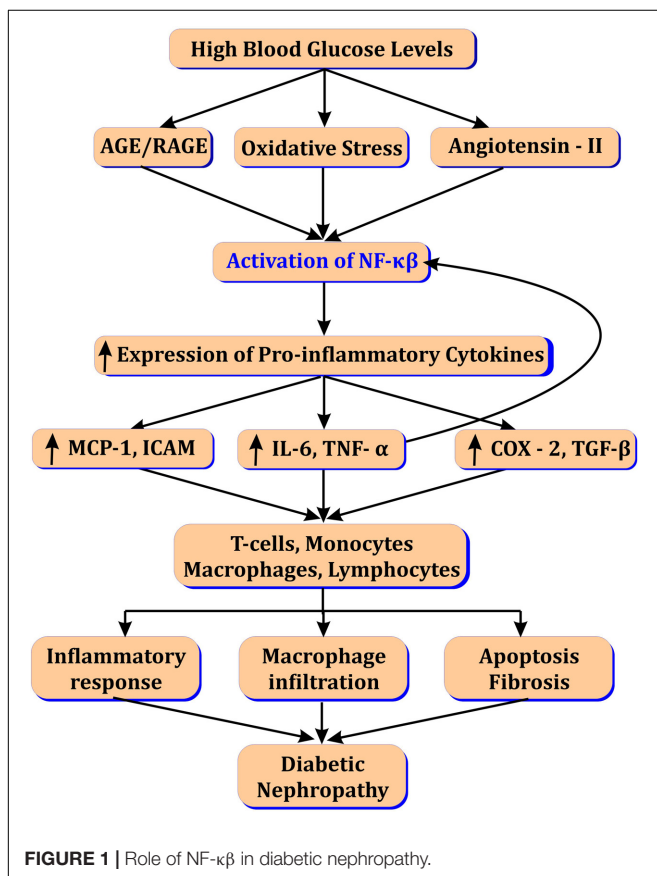 High Blood Glucose Levels
AGE/RAGE
Oxidative Stress
Angiotensin - II
Activation of NF-κβ
↑ Expression of Pro-inflammatory Cytokines
↑ MCP-1, ICAM
↑ IL-6, TNF- α
↑ COX - 2, TGF-β
T-cells, Monocytes
Macrophages, Lymphocytes
Inflammatory
response
Macrophage
infiltration
Apoptosis
Fibrosis
Diabetic
Nephropathy
FIGURE 1 | Role of NF-κβ in diabetic nephropathy.